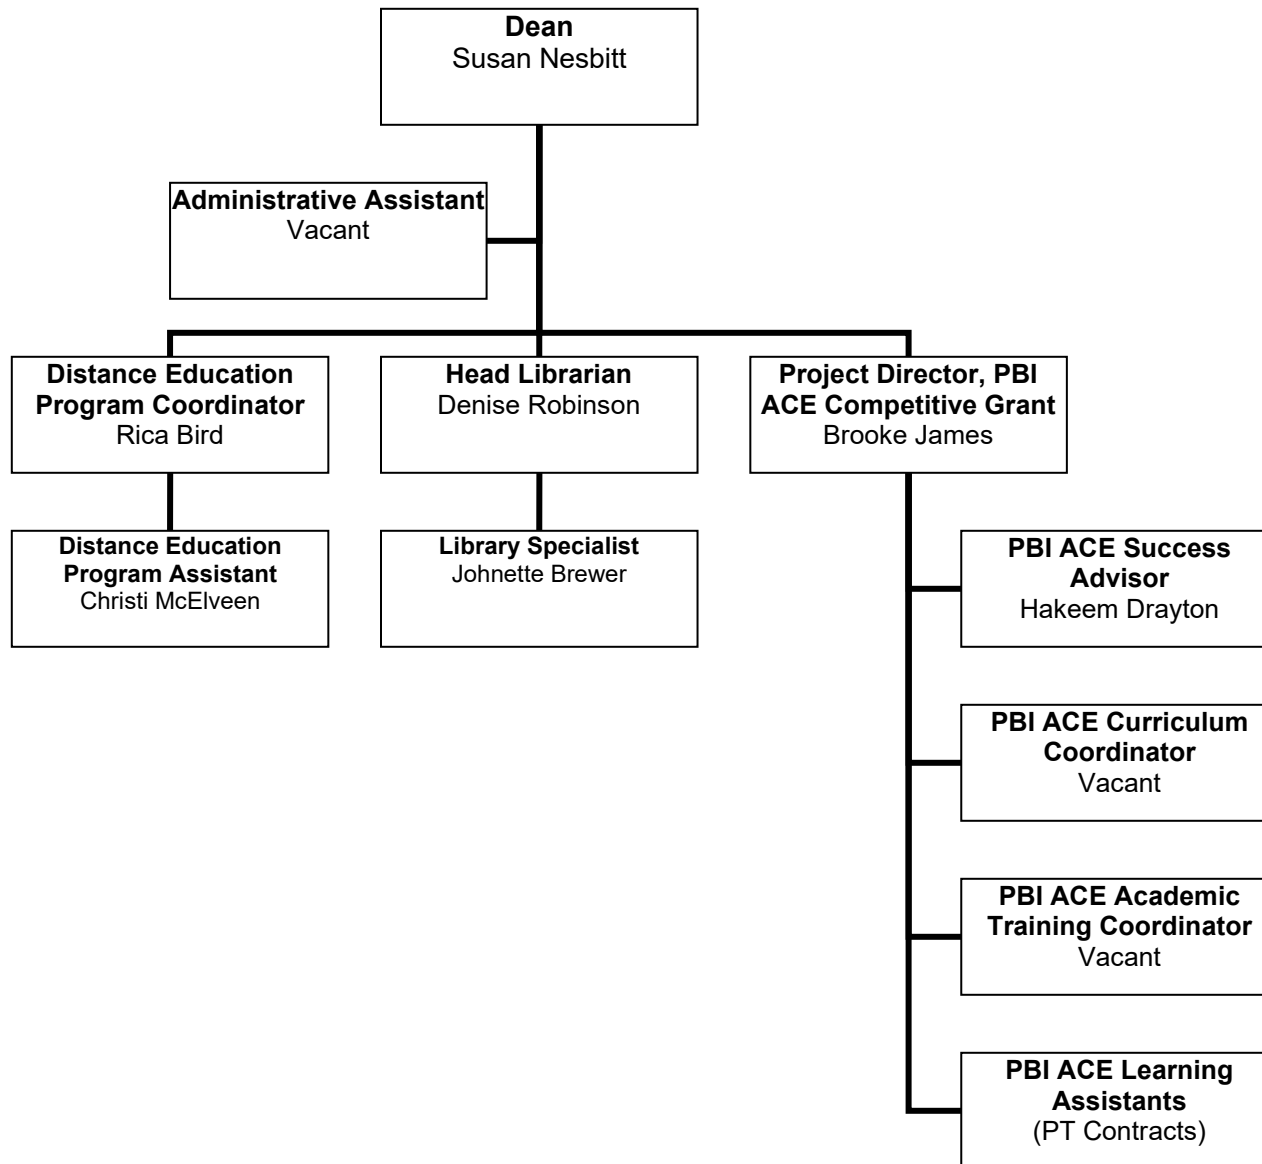 Dean
Susan Nesbitt
Administrative Assistant
Vacant
Distance Education
Program Coordinator
Rica Bird
Head Librarian
Denise Robinson
Project Director, PBI
ACE Competitive Grant
Brooke James
Distance Education
Program Assistant
Christi McElveen
Library Specialist
Johnette Brewer
PBI ACE Success
Advisor
Hakeem Drayton
PBI ACE Curriculum
Coordinator
Vacant
PBI ACE Academic
Training Coordinator
Vacant
PBI ACE Learning
Assistants
(PT Contracts)